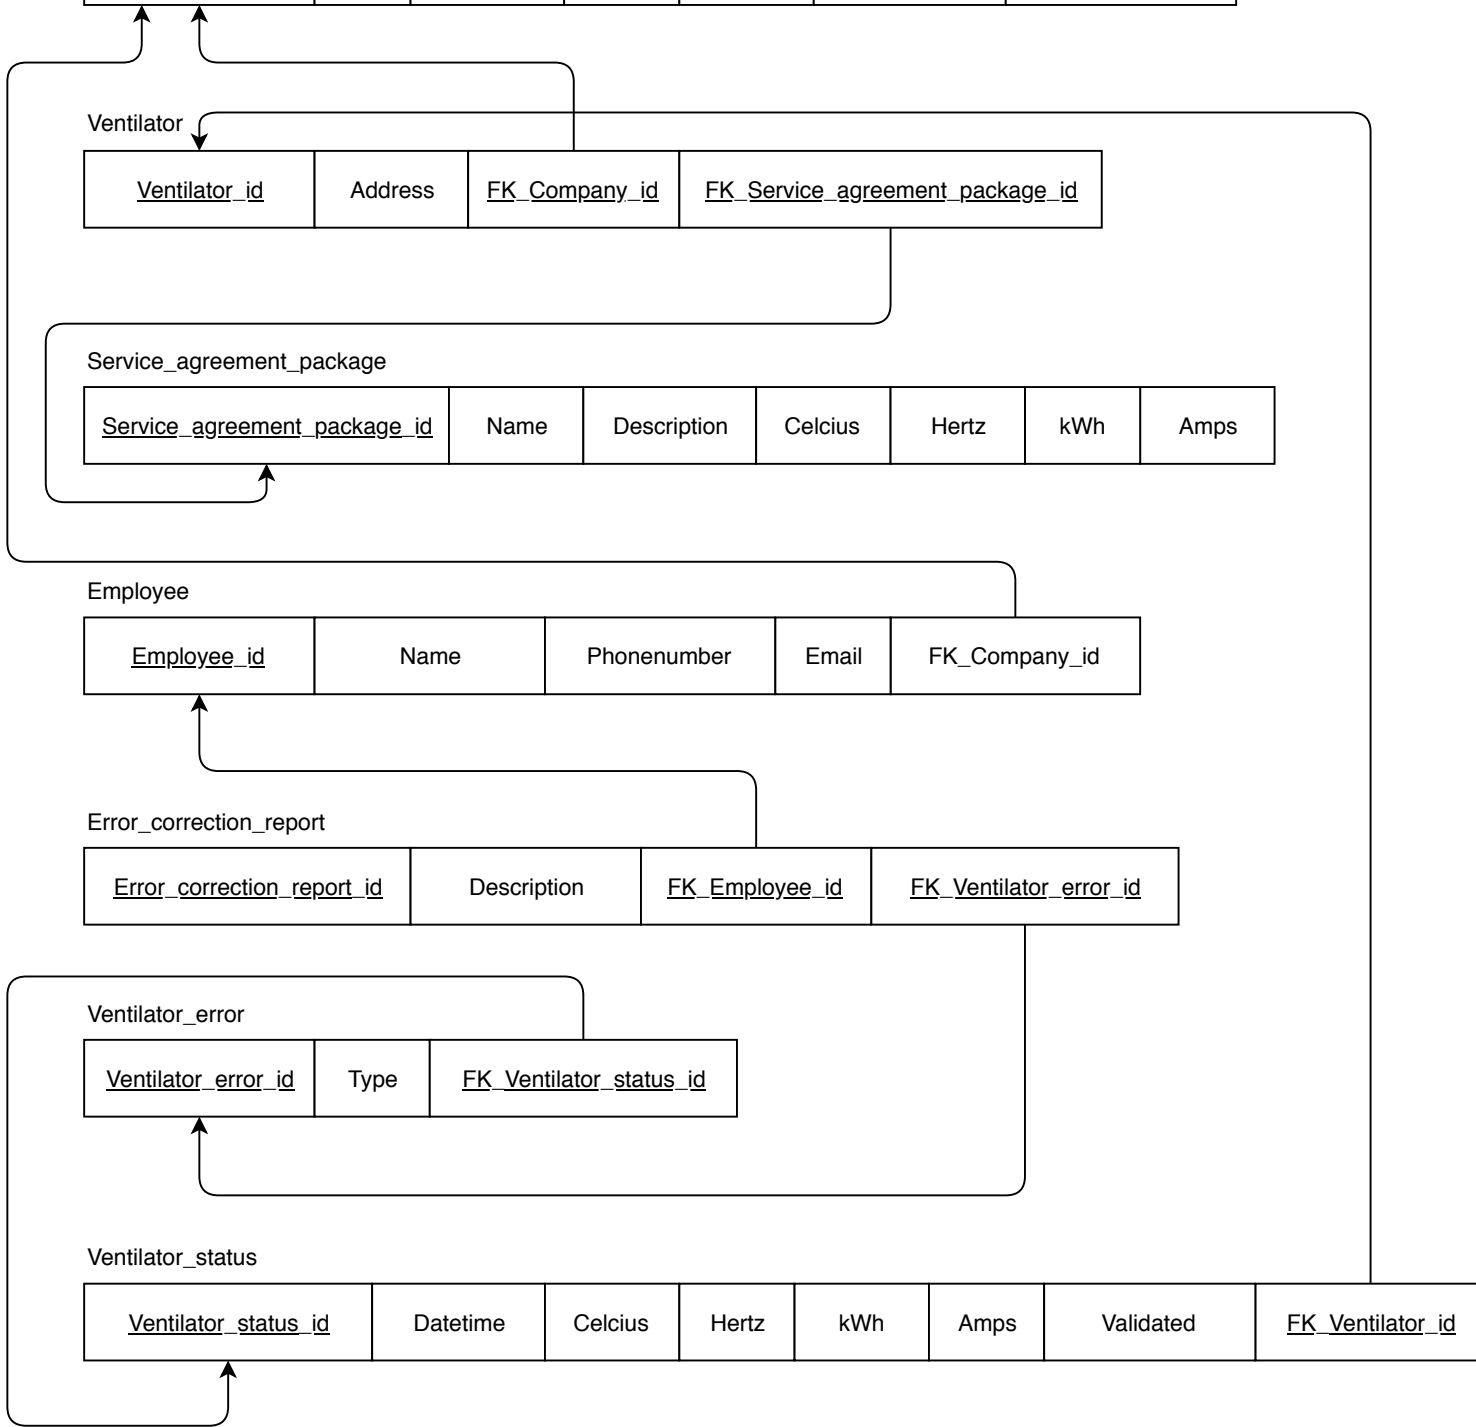 Ventilator
Ventilator_id Address FK_Company_id FK_Service_agreement_package_id
Service_agreement_package
Service_agreement_package_id Name Description Celcius Hertz kWh Amps
Employee
Employee_id Name Phonenumber Email FK_Company_id
Error_correction_report
Error_correction_report_id Description FK_Employee_id FK_Ventilator_error_id
Ventilator_error
Ventilator_error_id Type FK_Ventilator_status_id
Ventilator_status
Ventilator_status_id Datetime Celcius Hertz kWh Amps Validated FK_Ventilator_id